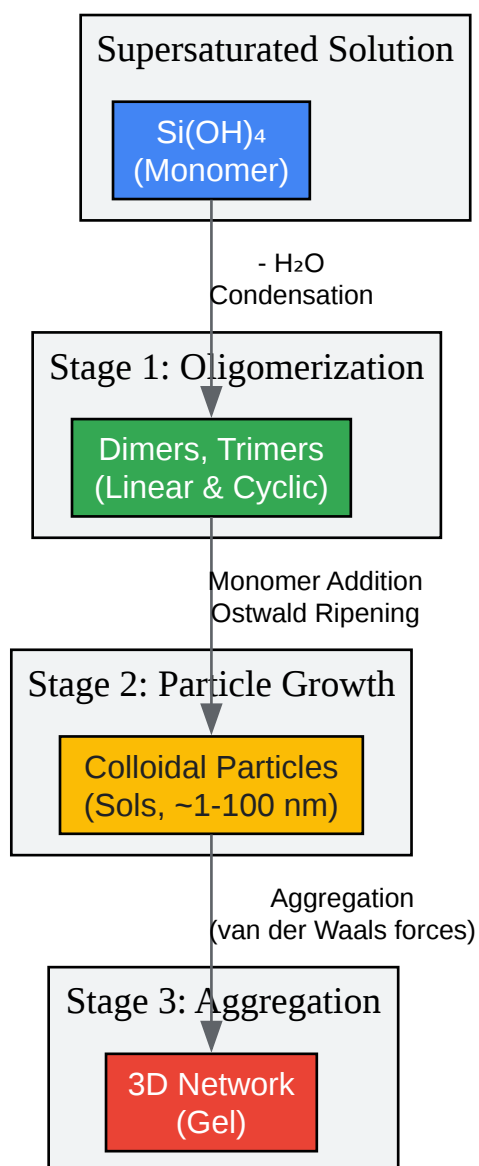 Supersaturated Solution
Si(OH)₄
(Monomer)
- H₂O
Condensation
Stage 1: Oligomerization
Dimers, Trimers
(Linear & Cyclic)
Monomer Addition
Ostwald Ripening
Stage 2: Particle Growth
Colloidal Particles
(Sols, ~1-100 nm)
Aggregation
(van der Waals forces)
Stage 3: Aggregation
3D Network
(Gel)